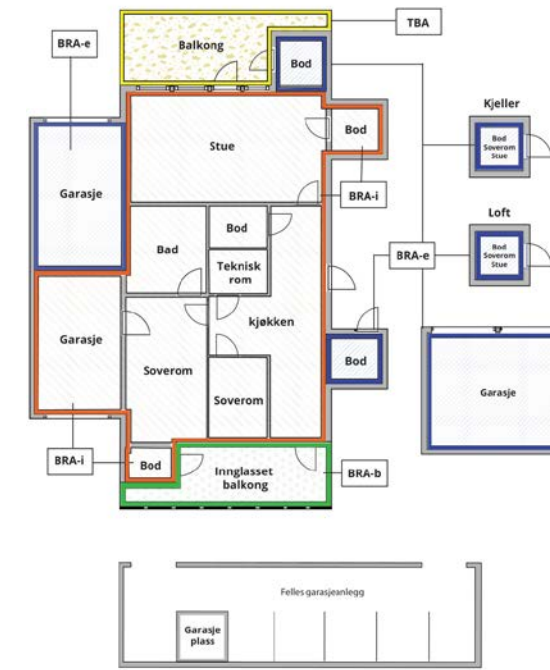 TBA
BRA-e
Balkong
Bod
Kjeller
Bod
Soverom
Stue
Stue
Bod
Garasje
BRA-i
Loft
Bod
Soverom
Stue
Bad
Bod
Teknisk
rom
BRA-e
kjøkken
Garasje
Soverom
Soverom
Bod
Garasje
BRA-i
Bod
Innglasset
balkong
BRA-b
Felles garasjeanlegg
Garasje
plass